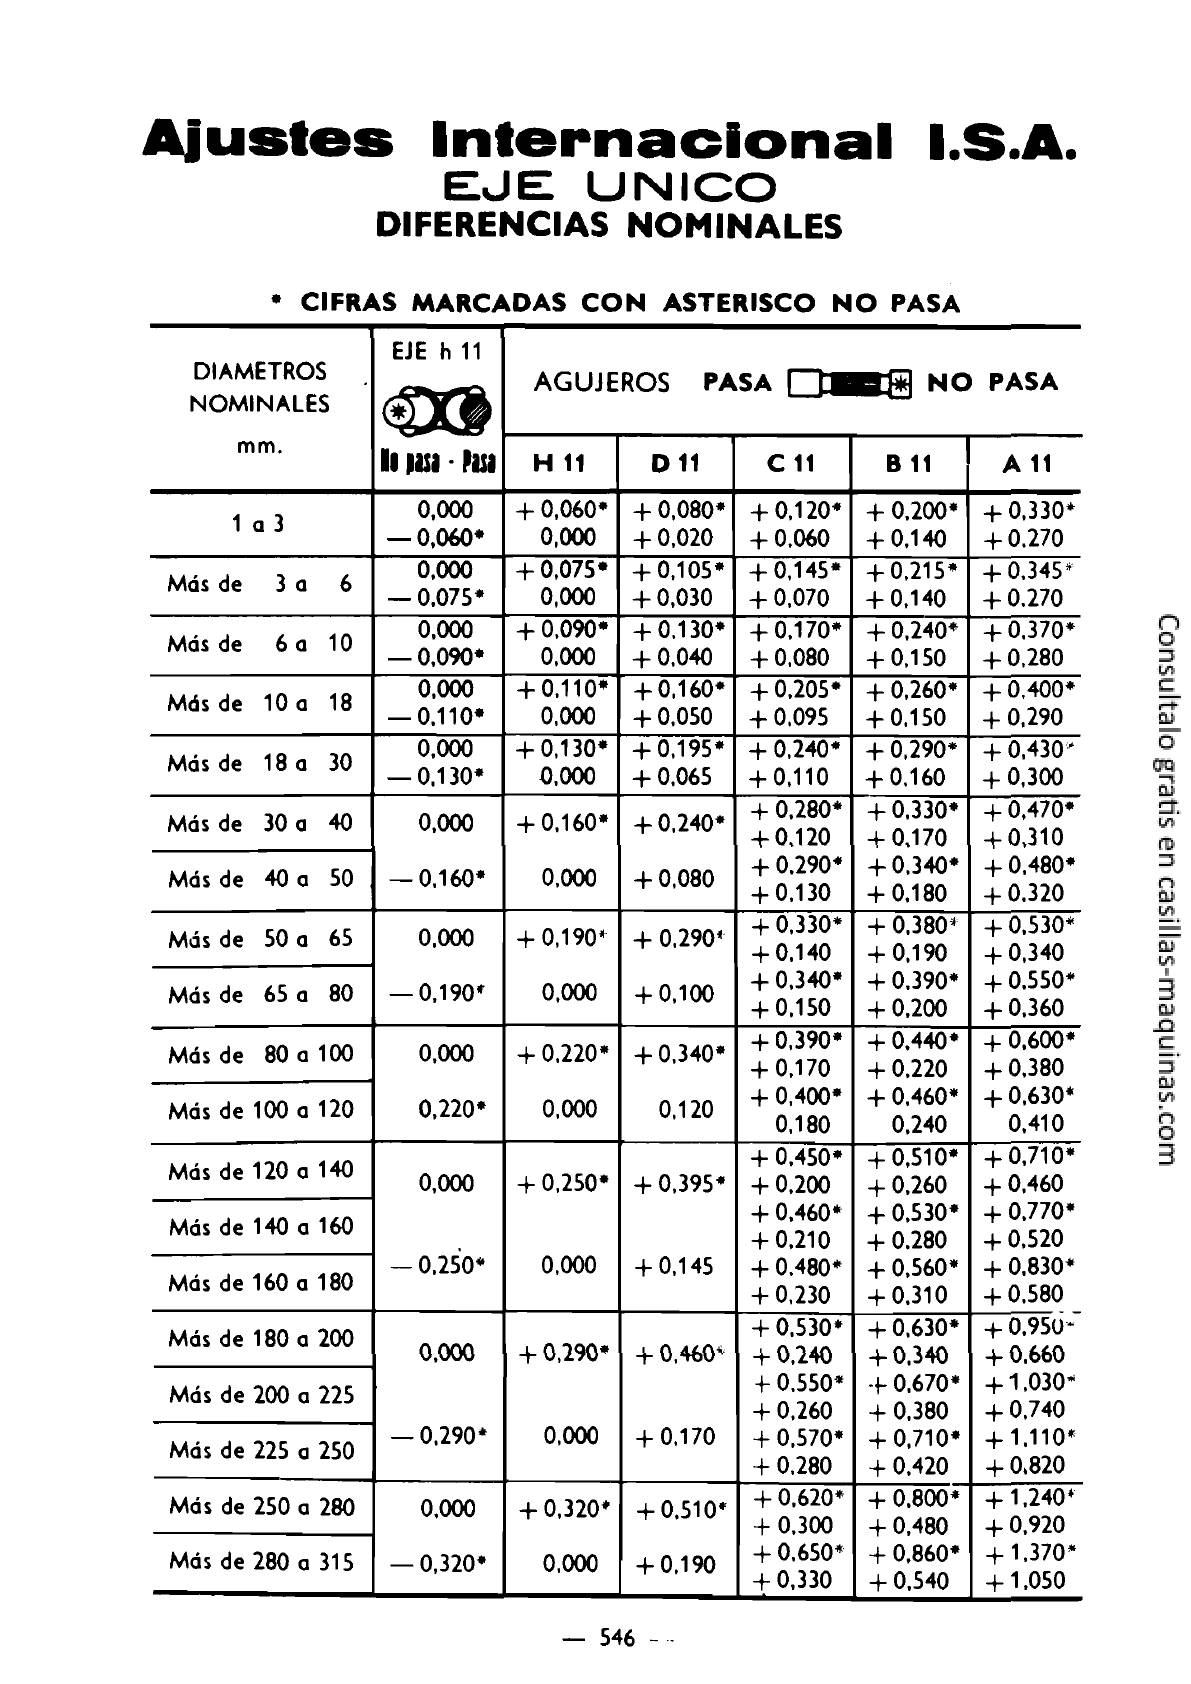 Ajustes Internacional I.S.A.
EJE UNICO
DIFERENCIAS NOMINALES
* CIFRAS MARCADAS CON ASTERISCO NO PASA
DIAMETROS NOMINALES mm.
EJE h 11
No pasa - Pasa
AGUJEROS PASA * NO PASA
H 11 D 11 C 11 B 11 A 11
1 a 3 0,000 + 0,060* + 0,080* + 0,120* + 0,200* + 0,330*
— 0,060* 0,000 + 0,020 + 0,060 + 0,140 + 0,270
Más de 3 a 6 0,000 + 0,075* + 0,105* + 0,145* + 0,215* + 0,345*
— 0,075* 0,000 + 0,030 + 0,070 + 0,140 + 0,270
Más de 6 a 10 0,000 + 0,090* + 0,130* + 0,170* + 0,240* + 0,370*
— 0,090* 0,000 + 0,040 + 0,080 + 0,150 + 0,280
Más de 10 a 18 0,000 + 0,110* + 0,160* + 0,205* + 0,260* + 0,400*
— 0,110* 0,000 + 0,050 + 0,095 + 0,150 + 0,290
Más de 18 a 30 0,000 + 0,130* + 0,195* + 0,240* + 0,290* + 0,430*
— 0,130* 0,000 + 0,065 + 0,110 + 0,160 + 0,300
Más de 30 a 40 0,000 + 0,160* + 0,240* + 0,280* + 0,330* + 0,470*
+ 0,120 + 0,170 + 0,310
Más de 40 a 50 — 0,160* 0,000 + 0,080 + 0,290* + 0,340* + 0,480*
+ 0,130 + 0,180 + 0,320
Más de 50 a 65 0,000 + 0,190* + 0,290* + 0,330* + 0,380* + 0,530*
+ 0,140 + 0,190 + 0,340
Más de 65 a 80 — 0,190* 0,000 + 0,100 + 0,340* + 0,390* + 0,550*
+ 0,150 + 0,200 + 0,360
Más de 80 a 100 0,000 + 0,220* + 0,340* + 0,390* + 0,440* + 0,600*
+ 0,170 + 0,220 + 0,380
Más de 100 a 120 0,220* 0,000 0,120 + 0,400* + 0,460* + 0,630*
0,180 0,240 0,410
Más de 120 a 140 0,000 + 0,250* + 0,395* + 0,450* + 0,510* + 0,710*
+ 0,200 + 0,260 + 0,460
Más de 140 a 160 + 0,460* + 0,530* + 0,770*
+ 0,210 + 0,280 + 0,520
Más de 160 a 180 — 0,250* 0,000 + 0,145 + 0,480* + 0,560* + 0,830*
+ 0,230 + 0,310 + 0,580
Más de 180 a 200 0,000 + 0,290* + 0,460* + 0,530* + 0,630* + 0,950*
+ 0,240 + 0,340 + 0,660
Más de 200 a 225 + 0,550* + 0,670* + 1,030*
+ 0,260 + 0,380 + 0,740
Más de 225 a 250 — 0,290* 0,000 + 0,170 + 0,570* + 0,710* + 1,110*
+ 0,280 + 0,420 + 0,820
Más de 250 a 280 0,000 + 0,320* + 0,510* + 0,620* + 0,800* + 1,240*
+ 0,300 + 0,480 + 0,920
Más de 280 a 315 — 0,320* 0,000 + 0,190 + 0,650* + 0,860* + 1,370*
+ 0,330 + 0,540 + 1,050
— 546 —
Consultalo gratis en casillas-maquinas.com